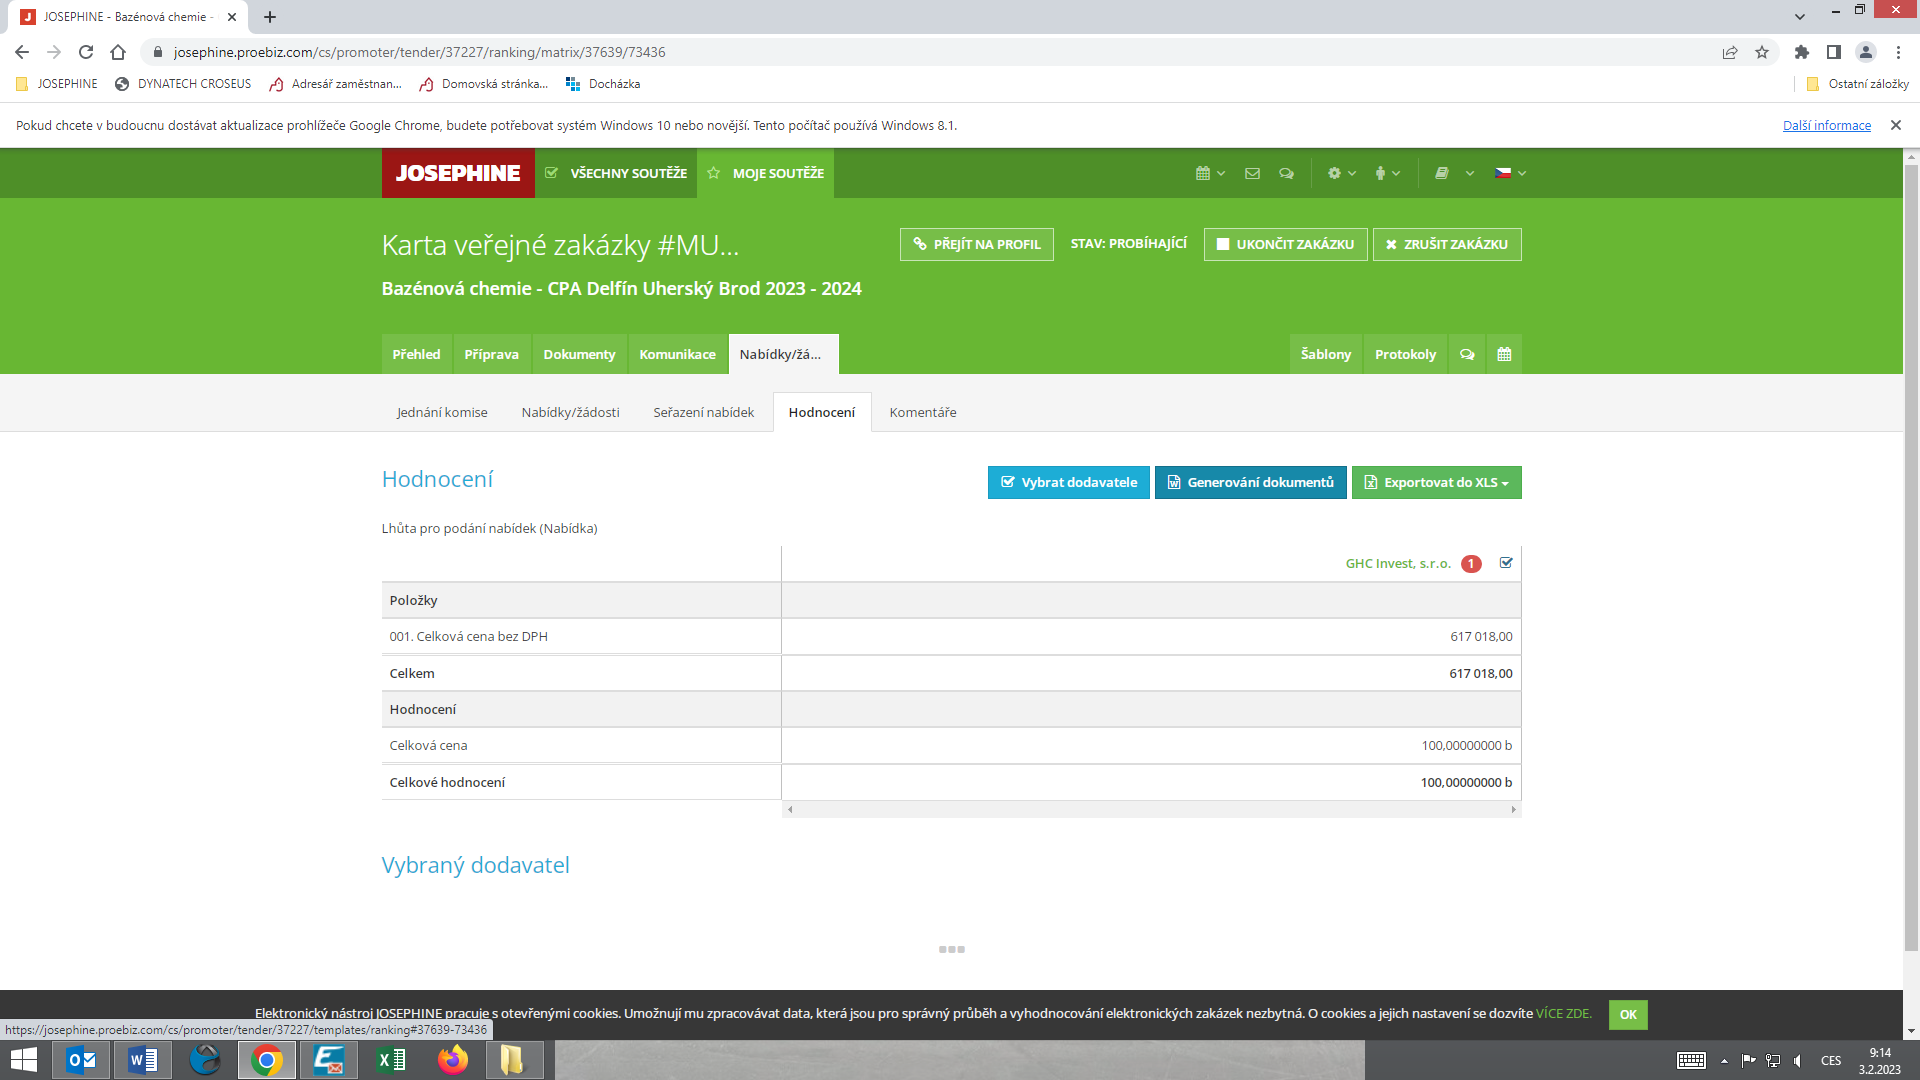 JOSEPHINE - Bazénová chemie -
josephine.proebiz.com/cs/promoter/tender/37227/ranking/matrix/37639/73436
JOSEPHINE
DYNATECH CROSEUS
Adresář zaměstnan...
Domovská stránka...
Docházka
Ostatní záložky
Pokud chcete v budoucnu dostávat aktualizace prohlížeče Google Chrome, budete potřebovat systém Windows 10 nebo novější. Tento počítač používá Windows 8.1.
Další informace
JOSEPHINE
VŠECHNY SOUTĚŽE
MOJE SOUTĚŽE
Karta veřejné zakázky #MU...
PŘEJÍT NA PROFIL
STAV: PROBÍHAJÍCÍ
UKONČIT ZAKÁZKU
ZRUŠIT ZAKÁZKU
Bazénová chemie - CPA Delfín Uherský Brod 2023 - 2024
Přehled
Příprava
Dokumenty
Komunikace
Nabídky/žá...
Šablony
Protokoly
Jednání komise
Nabídky/žádosti
Seřazení nabídek
Hodnocení
Komentáře
Hodnocení
Vybrat dodavatele
Generování dokumentů
Exportovat do XLS
Lhůta pro podání nabídek (Nabídka)
GHC Invest, s.r.o. 1
Položky
001. Celková cena bez DPH 617 018,00
Celkem 617 018,00
Hodnocení
Celková cena 100,00000000 b
Celkové hodnocení 100,00000000 b
Vybraný dodavatel
Elektronický nástroj JOSEPHINE pracuje s otevřenými cookies. Umožnují mu zpracovávat data, která jsou pro správný průběh a vyhodnocování elektronických zakázek nezbytná. O cookies a jejich nastavení se dozvíte VÍCE ZDE.
OK
https://josephine.proebiz.com/cs/promoter/tender/37227/templates/ranking#37639-73436
CES
9:14
3.2.2023